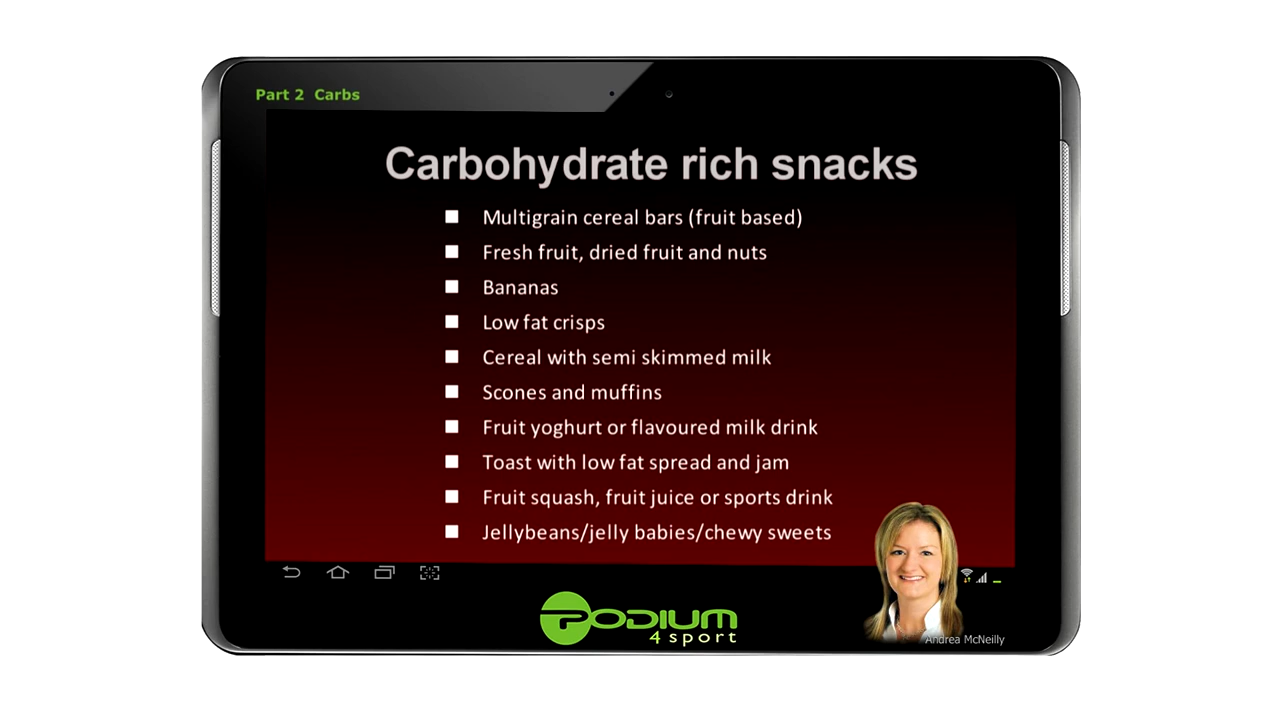 Part 2 Carbs
Carbohydrate rich snacks
Multigrain cereal bars (fruit based)
Fresh fruit, dried fruit and nuts
Bananas
Low fat crisps
Cereal with semi skimmed milk
Scones and muffins
Fruit yoghurt or flavoured milk drink
Toast with low fat spread and jam
Fruit squash, fruit juice or sports drink
Jellybeans/jelly babies/chewy sweets
PODIUM
4 sport
Andrea McNeilly